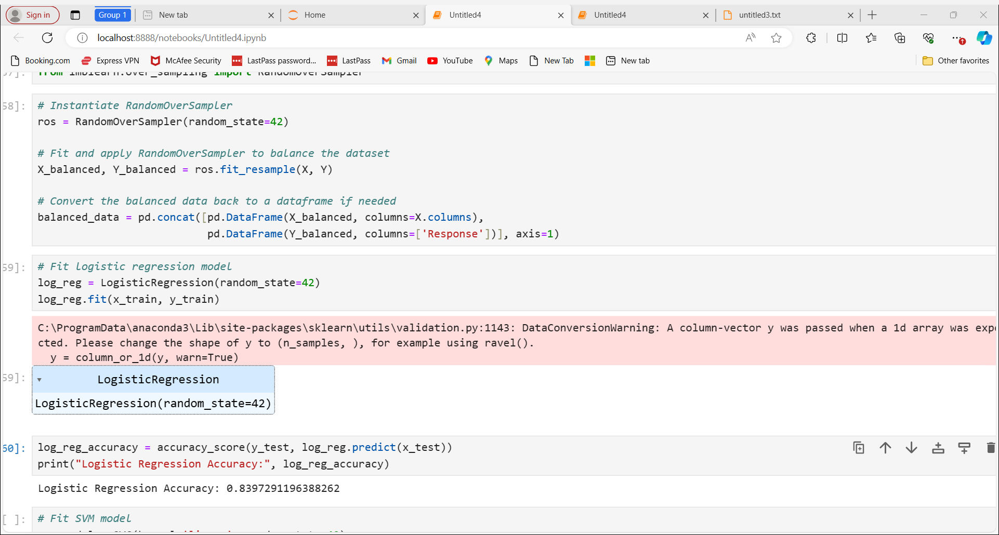 Sign in
Group 1
New tab
Home
Untitled4
Untitled4
untitled3.txt
localhost:8888/notebooks/Untitled4.ipynb
Booking.com
Express VPN
McAfee Security
LastPass password...
LastPass
Gmail
YouTube
Maps
New Tab
New tab
Other favorites
from imblearn.over_sampling import RandomOverSampler
58]:
# Instantiate RandomOverSampler
ros = RandomOverSampler(random_state=42)
# Fit and apply RandomOverSampler to balance the dataset
X_balanced, Y_balanced = ros.fit_resample(X, Y)
# Convert the balanced data back to a dataframe if needed
balanced_data = pd.concat([pd.DataFrame(X_balanced, columns=X.columns),
pd.DataFrame(Y_balanced, columns=['Response'])], axis=1)
59]:
# Fit logistic regression model
log_reg = LogisticRegression(random_state=42)
log_reg.fit(x_train, y_train)
C:\ProgramData\anaconda3\Lib\site-packages\sklearn\utils\validation.py:1143: DataConversionWarning: A column-vector y was passed when a 1d array was expe
cted. Please change the shape of y to (n_samples, ), for example using ravel().
y = column_or_1d(y, warn=True)
59]:
LogisticRegression
LogisticRegression(random_state=42)
60]:
log_reg_accuracy = accuracy_score(y_test, log_reg.predict(x_test))
print("Logistic Regression Accuracy:", log_reg_accuracy)
Logistic Regression Accuracy: 0.8397291196388262
[ ]:
# Fit SVM model